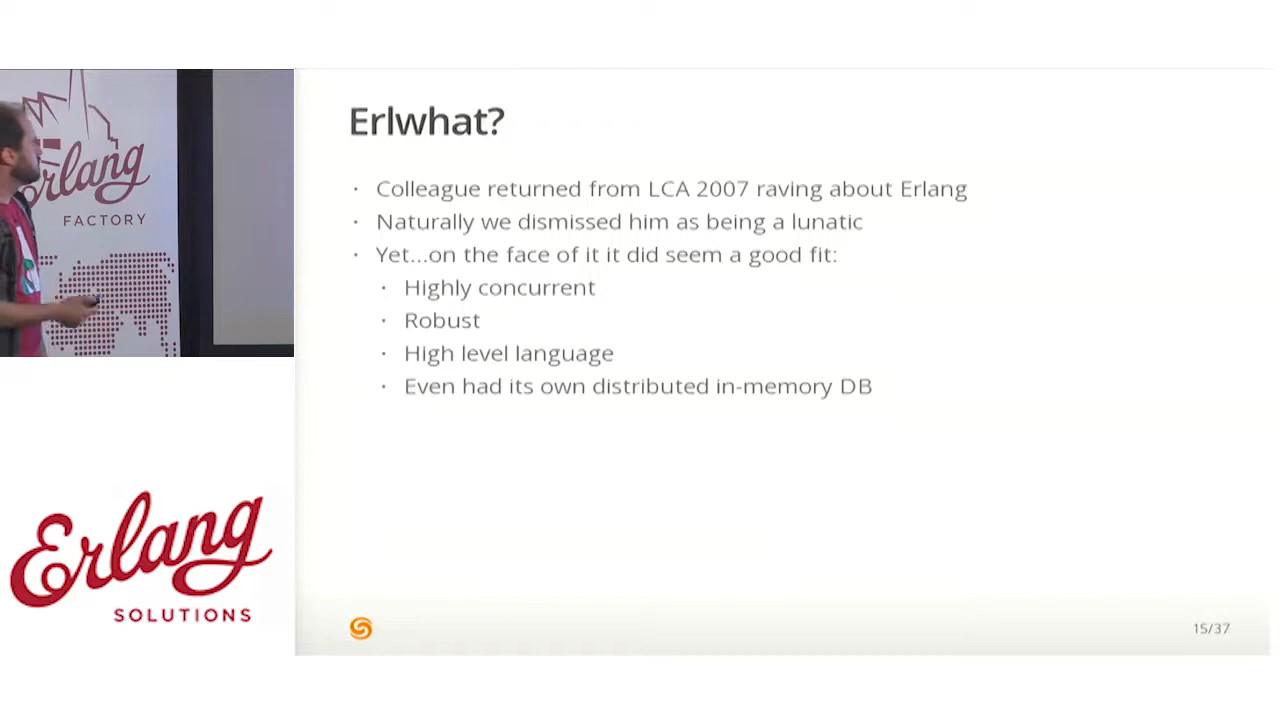 Erlang
FACTORY
Erlwhat?
· Colleague returned from LCA 2007 raving about Erlang
· Naturally we dismissed him as being a lunatic
· Yet...on the face of it it did seem a good fit:
· Highly concurrent
· Robust
· High level language
· Even had its own distributed in-memory DB
Erlang
SOLUTIONS
15/37